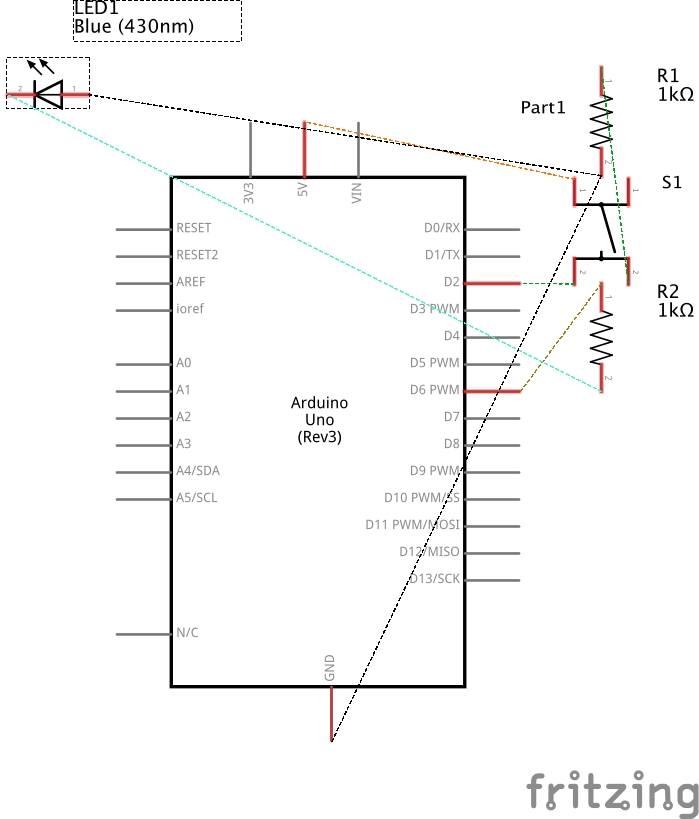 LED1
Blue (430nm)
2
1
R1
1kΩ
1
2
Part1
S1
1
1
2
2
R2
1kΩ
1
2
3V3
5V
VIN
RESET
RESET2
AREF
ioref
A0
A1
A2
A3
A4/SDA
A5/SCL
N/C
D0/RX
D1/TX
D2
D3 PWM
D4
D5 PWM
D6 PWM
D7
D8
D9 PWM
D10 PWM/SS
D11 PWM/MOSI
D12/MISO
D13/SCK
Arduino
Uno
(Rev3)
GND
fritzing